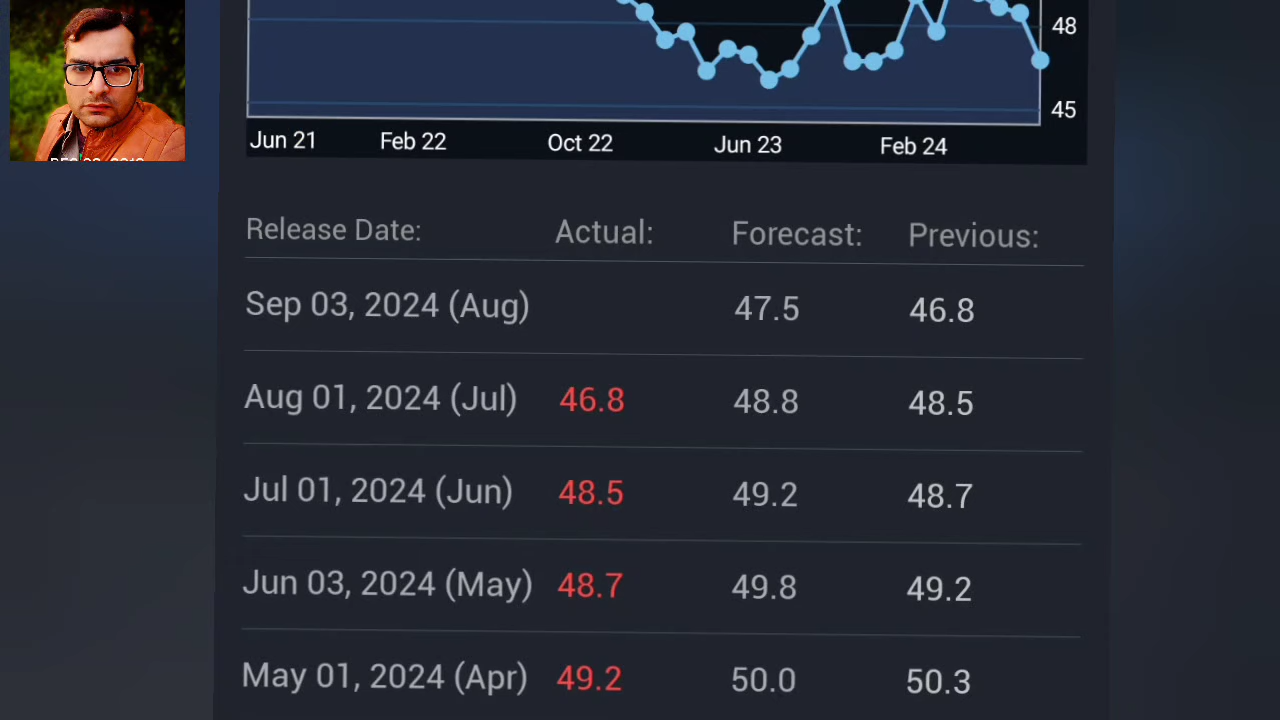 48
45
Jun 21 Feb 22 Oct 22 Jun 23 Feb 24
Release Date: Actual: Forecast: Previous:
Sep 03, 2024 (Aug) 47.5 46.8
Aug 01, 2024 (Jul) 46.8 48.8 48.5
Jul 01, 2024 (Jun) 48.5 49.2 48.7
Jun 03, 2024 (May) 48.7 49.8 49.2
May 01, 2024 (Apr) 49.2 50.0 50.3